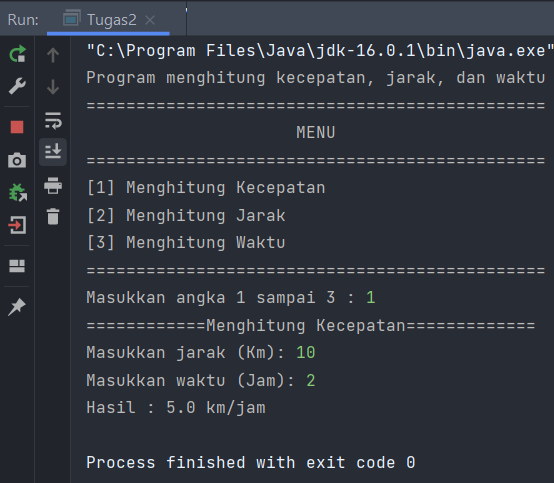 Run: Tugas2
"C:\Program Files\Java\jdk-16.0.1\bin\java.exe"
Program menghitung kecepatan, jarak, dan waktu
==============================================
MENU
==============================================
[1] Menghitung Kecepatan
[2] Menghitung Jarak
[3] Menghitung Waktu
==============================================
Masukkan angka 1 sampai 3 : 1
============Menghitung Kecepatan=============
Masukkan jarak (Km): 10
Masukkan waktu (Jam): 2
Hasil : 5.0 km/jam
Process finished with exit code 0